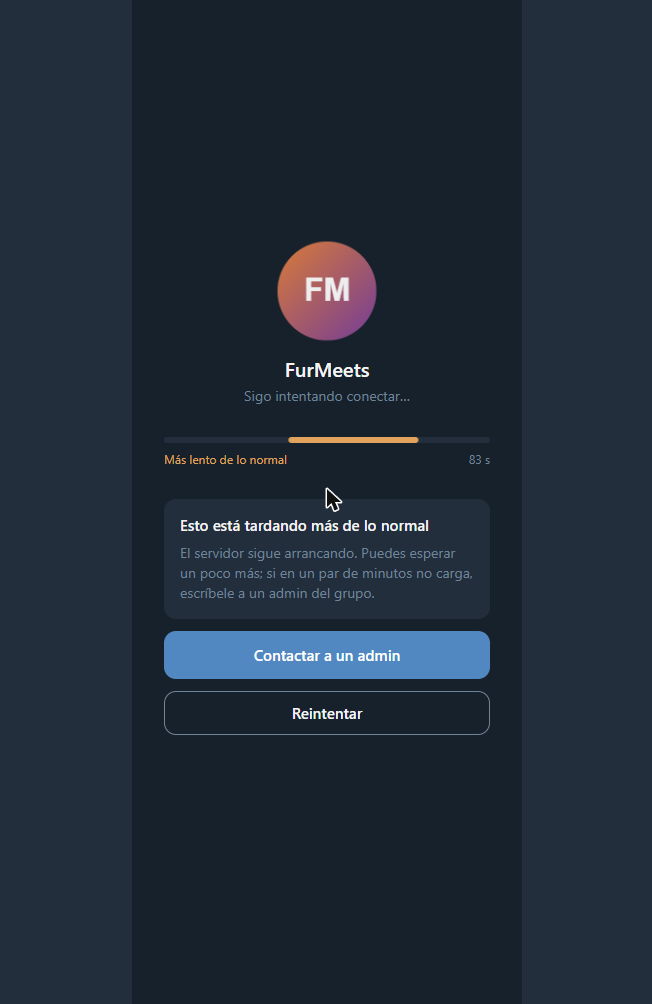 FM
FurMeets
Sigo intentando conectar...
Más lento de lo normal
83 s
Esto está tardando más de lo normal
El servidor sigue arrancando. Puedes esperar
un poco más; si en un par de minutos no carga,
escríbele a un admin del grupo.
Contactar a un admin
Reintentar